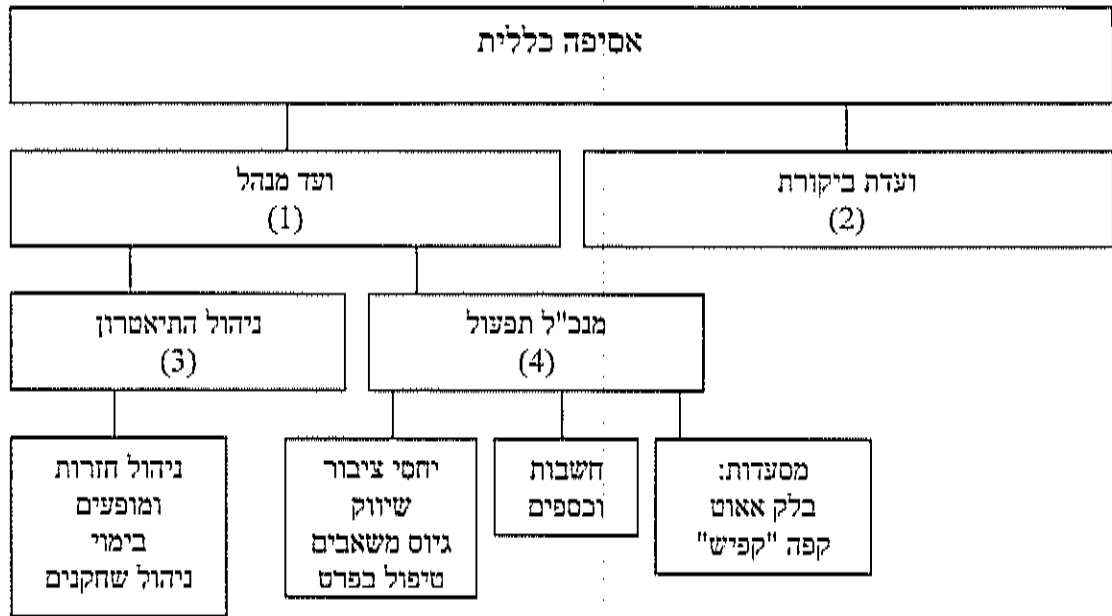 אסיפה כללית
ועדת ביקורת
(2)
ועד מנהל
(1)
מנכ"ל תפעול
(4)
ניהול התיאטרון
(3)
מסעדות:
בלק אאוט
קפה "קפיש"
חשבות
וכספים
יחסי ציבור
שיווק
גיוס משאבים
טיפול בפרט
ניהול חזרות
ומופעים
בימוי
ניהול שחקנים